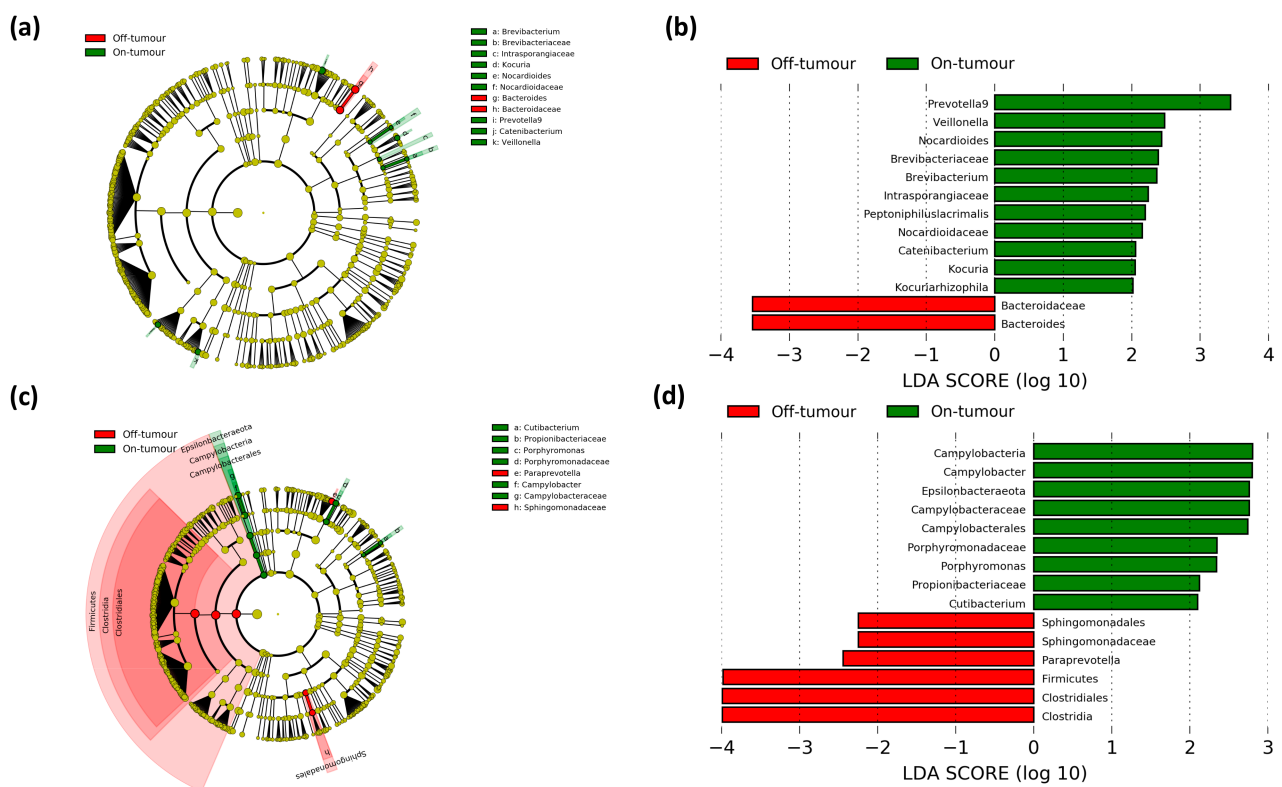 (a)
Off-tumour
On-tumour
a: Brevibacterium
b: Brevibacteriaceae
c: Intrasporangiaceae
d: Kocuria
e: Nocardioides
f: Nocardioidaceae
g: Bacteroides
h: Bacteroidaceae
i: Prevotella9
j: Catenibacterium
k: Veillonella
(b)
Off-tumour On-tumour
Prevotella9
Veillonella
Nocardioides
Brevibacteriaceae
Brevibacterium
Intrasporangiaceae
Peptoniphiluslacrimalis
Nocardioidaceae
Catenibacterium
Kocuria
Kocuriarhizophila
Bacteroidaceae
Bacteroides
−4 −3 −2 −1 0 1 2 3 4
LDA SCORE (log 10)
(c)
Off-tumour
On-tumour
Epsilonbacteraeota
Campylobacteria
Campylobacterales
Firmicutes
Clostridia
Clostridiales
h
Sphingomonadales
a: Cutibacterium
b: Propionibacteriaceae
c: Porphyromonas
d: Porphyromonadaceae
e: Paraprevotella
f: Campylobacter
g: Campylobacteraceae
h: Sphingomonadaceae
(d)
Off-tumour On-tumour
Campylobacteria
Campylobacter
Epsilonbacteraeota
Campylobacteraceae
Campylobacterales
Porphyromonadaceae
Porphyromonas
Propionibacteriaceae
Cutibacterium
Sphingomonadales
Sphingomonadaceae
Paraprevotella
Firmicutes
Clostridiales
Clostridia
−4 −3 −2 −1 0 1 2 3
LDA SCORE (log 10)